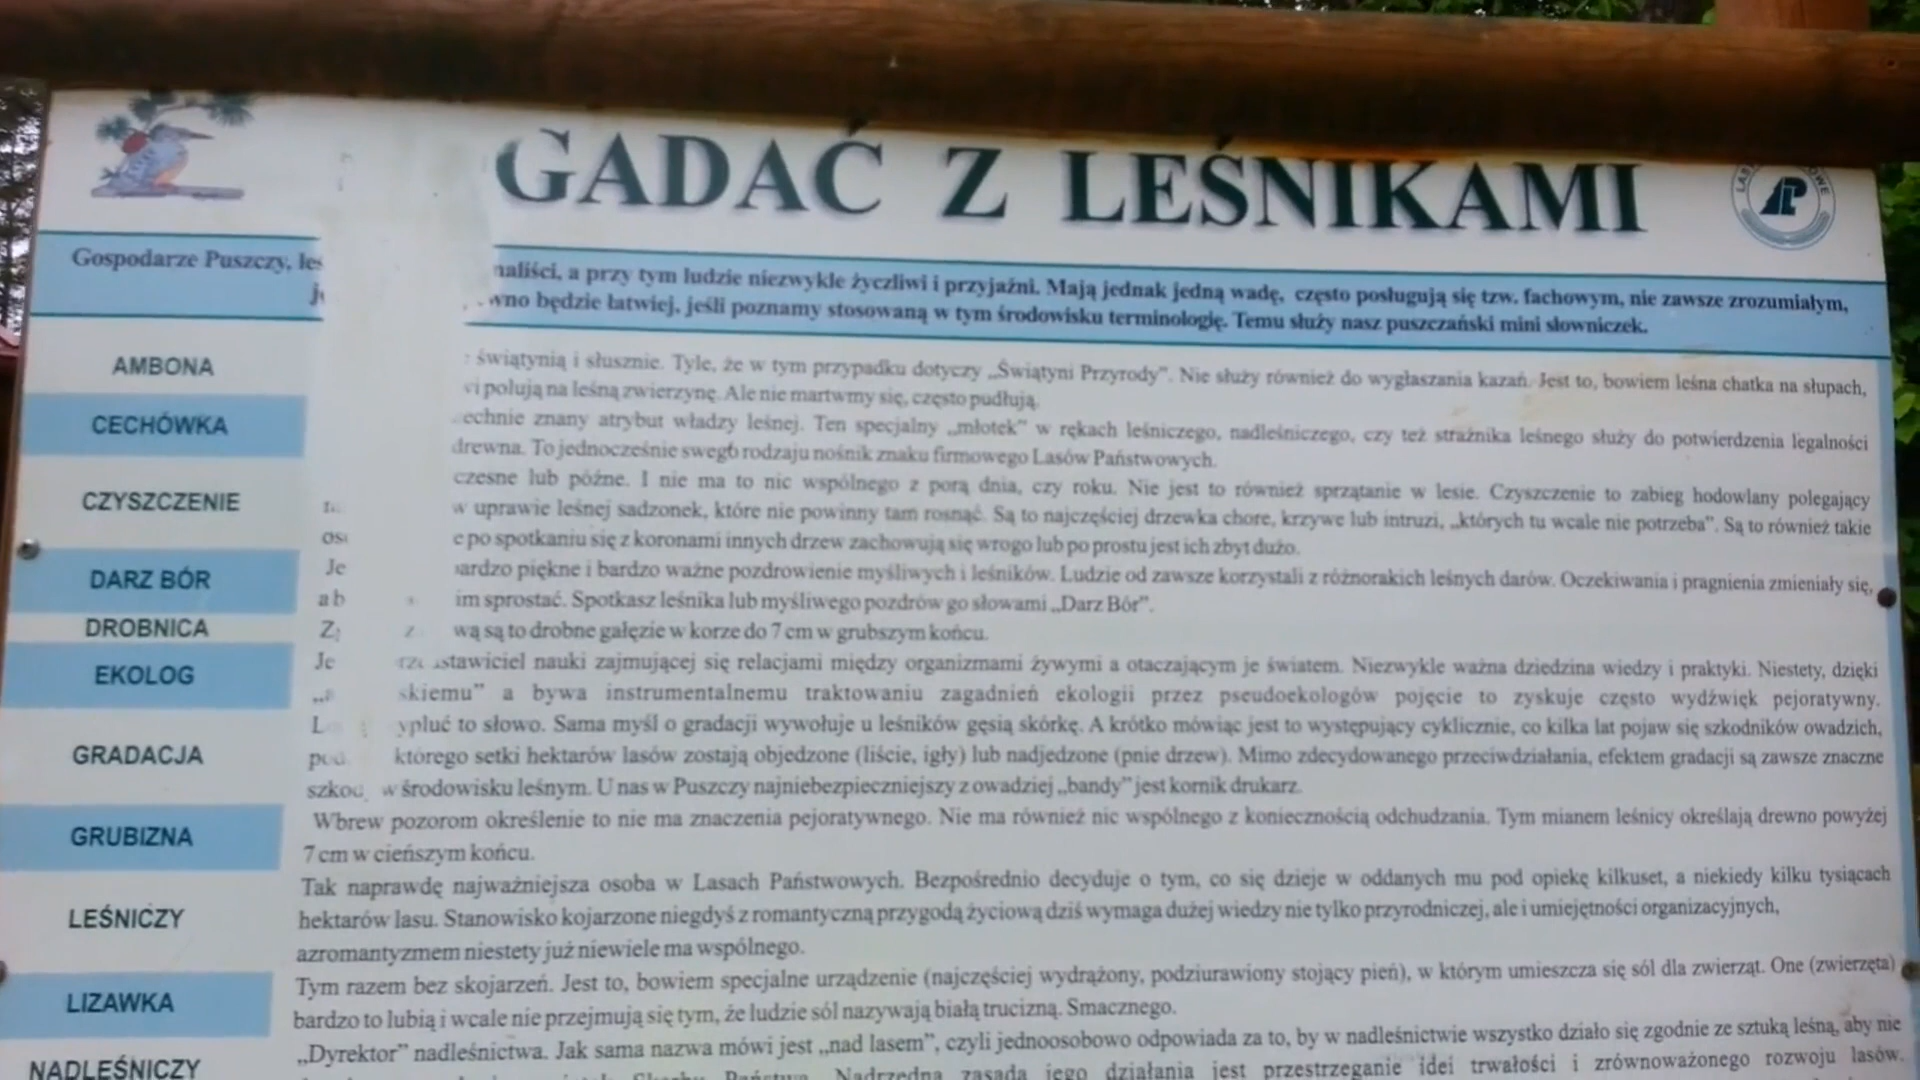 GADAĆ Z LEŚNIKAMI
Gospodarze Puszczy, a przy tym ludzie niezwykle życzliwi i przyjaźni. Mają jednak jedną wadę, często posługują się tzw. fachowym, nie zawsze zrozumiałym,
będzie łatwiej, jeśli poznamy stosowaną w tym środowisku terminologię. Temu służy nasz puszczański mini słowniczek.
AMBONA
świątynią i słusznie. Tyle, że w tym przypadku dotyczy „Świątyni Przyrody”. Nie służy również do wygłaszania kazań. Jest to, bowiem leśna chatka na słupach,
polują na leśną zwierzynę. Ale nie martwmy się, często pudłują.
CECHÓWKA
znany atrybut władzy leśnej. Ten specjalny „młotek” w rękach leśniczego, nadleśniczego, czy też strażnika leśnego służy do potwierdzenia legalności
drewna. To jednocześnie swego rodzaju nośnik znaku firmowego Lasów Państwowych.
CZYSZCZENIE
lub późne. I nie ma to nic wspólnego z porą dnia, czy roku. Nie jest to również sprzątanie w lesie. Czyszczenie to zabieg hodowlany polegający
w uprawie leśnej sadzonek, które nie powinny tam rosnąć. Są to najczęściej drzewka chore, krzywe lub intruzi, „których tu wcale nie potrzeba”. Są to również takie
po spotkaniu się z koronami innych drzew zachowują się wrogo lub po prostu jest ich zbyt dużo.
DARZ BÓR
piękne i bardzo ważne pozdrowienie myśliwych i leśników. Ludzie od zawsze korzystali z różnorakich leśnych darów. Oczekiwania i pragnienia zmieniały się,
im sprostać. Spotkasz leśnika lub myśliwego pozdrów go słowami „Darz Bór”.
DROBNICA
są to drobne gałęzie w korze do 7 cm w grubszym końcu.
EKOLOG
nauki zajmującej się relacjami między organizmami żywymi a otaczającym je światem. Niezwykle ważna dziedzina wiedzy i praktyki. Niestety, dzięki
a bywa instrumentalnemu traktowaniu zagadnień ekologii przez pseudoekologów pojęcie to zyskuje często wydźwięk pejoratywny.
GRADACJA
to słowo. Sama myśl o gradacji wywołuje u leśników gęsią skórkę. A krótko mówiąc jest to występujący cyklicznie, co kilka lat pojaw się szkodników owadzich,
którego setki hektarów lasów zostają objedzone (liście, igły) lub nadjedzone (pnie drzew). Mimo zdecydowanego przeciwdziałania, efektem gradacji są zawsze znaczne
w środowisku leśnym. U nas w Puszczy najniebezpieczniejszy z owadziej „bandy” jest kornik drukarz.
GRUBIZNA
Wbrew pozorom określenie to nie ma znaczenia pejoratywnego. Nie ma również nic wspólnego z koniecznością odchudzania. Tym mianem leśnicy określają drewno powyżej
7 cm w cieńszym końcu.
LEŚNICZY
Tak naprawdę najważniejsza osoba w Lasach Państwowych. Bezpośrednio decyduje o tym, co się dzieje w oddanych mu pod opiekę kilkuset, a niekiedy kilku tysiącach
hektarów lasu. Stanowisko kojarzone niegdyś z romantyczną przygodą życiową dziś wymaga dużej wiedzy nie tylko przyrodniczej, ale i umiejętności organizacyjnych,
a z romantyzmem niestety już niewiele ma wspólnego.
LIZAWKA
Tym razem bez skojarzeń. Jest to, bowiem specjalne urządzenie (najczęściej wydrążony, podziurawiony stojący pień), w którym umieszcza się sól dla zwierząt. One (zwierzęta)
bardzo to lubią i wcale nie przejmują się tym, że ludzie sól nazywają białą trucizną. Smacznego.
NADLEŚNICZY
„Dyrektor” nadleśnictwa. Jak sama nazwa mówi jest „nad lasem”, czyli jednoosobowo odpowiada za to, by w nadleśnictwie wszystko działo się zgodnie ze sztuką leśną, aby nie
Nadrzędną zasadą jego działania jest przestrzeganie idei trwałości i zrównoważonego rozwoju lasów.